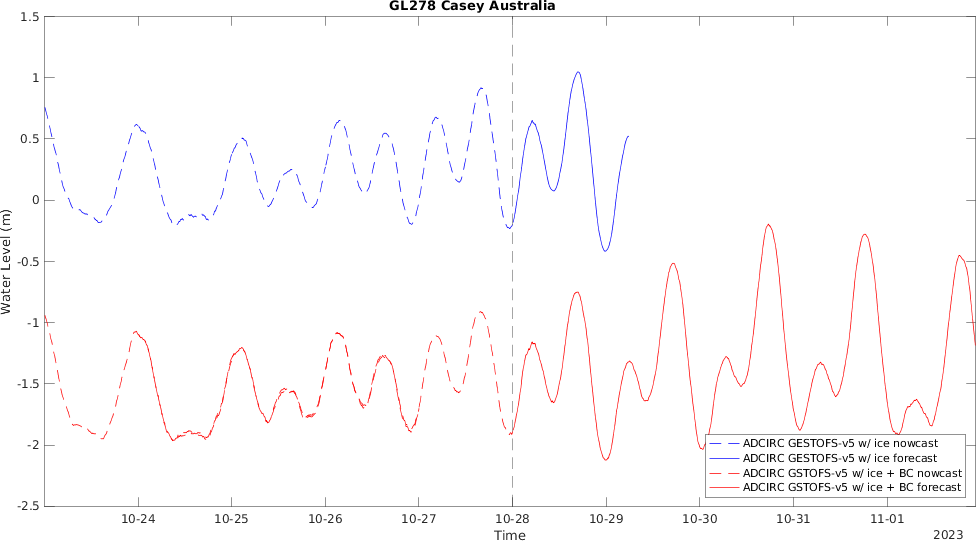 GL278 Casey Australia
1.5
1
0.5
0
-0.5
-1
-1.5
-2
-2.5
Water Level (m)
ADCIRC GESTOFS-v5 w/ ice nowcast
ADCIRC GESTOFS-v5 w/ ice forecast
ADCIRC GSTOFS-v5 w/ ice + BC nowcast
ADCIRC GSTOFS-v5 w/ ice + BC forecast
10-24 10-25 10-26 10-27 10-28 10-29 10-30 10-31 11-01
Time
2023